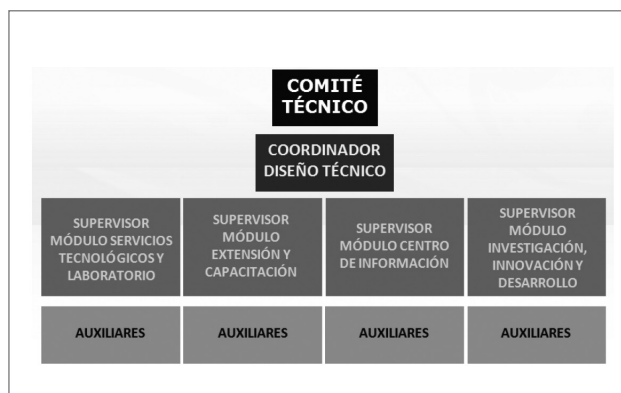 COMITÉ
TÉCNICO
COORDINADOR
DISEÑO TÉCNICO
SUPERVISOR
MÓDULO SERVICIOS
TECNOLÓGICOS Y
LABORATORIO
SUPERVISOR
MÓDULO
EXTENSIÓN Y
CAPACITACIÓN
SUPERVISOR
MÓDULO CENTRO
DE INFORMACIÓN
SUPERVISOR
MÓDULO
INVESTIGACIÓN,
INNOVACIÓN Y
DESARROLLO
AUXILIARES
AUXILIARES
AUXILIARES
AUXILIARES